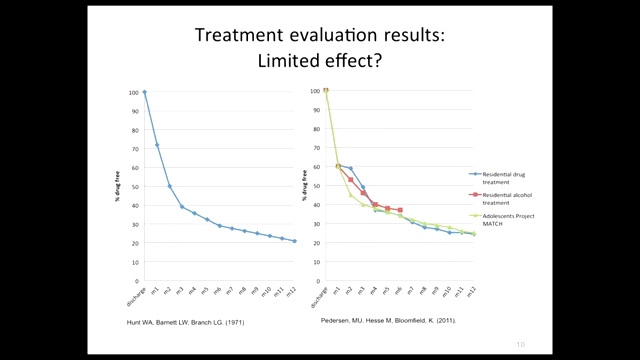 Treatment evaluation results:
Limited effect?
100
90
80
70
60
50
40
30
20
10
0
% drug free
discharge
m1
m2
m3
m4
m5
m6
m7
m8
m9
m10
m11
m12
Hunt WA, Barnett LW, Branch LG. (1971)
100
90
80
70
60
50
40
30
20
10
0
% drug free
discharge
m1
m2
m3
m4
m5
m6
m7
m8
m9
m10
m11
m12
Residential drug
treatment
Residential alcohol
treatment
Adolescents Project
MATCH
Pedersen, MU, Hesse M, Bloomfield, K. (2011).
10